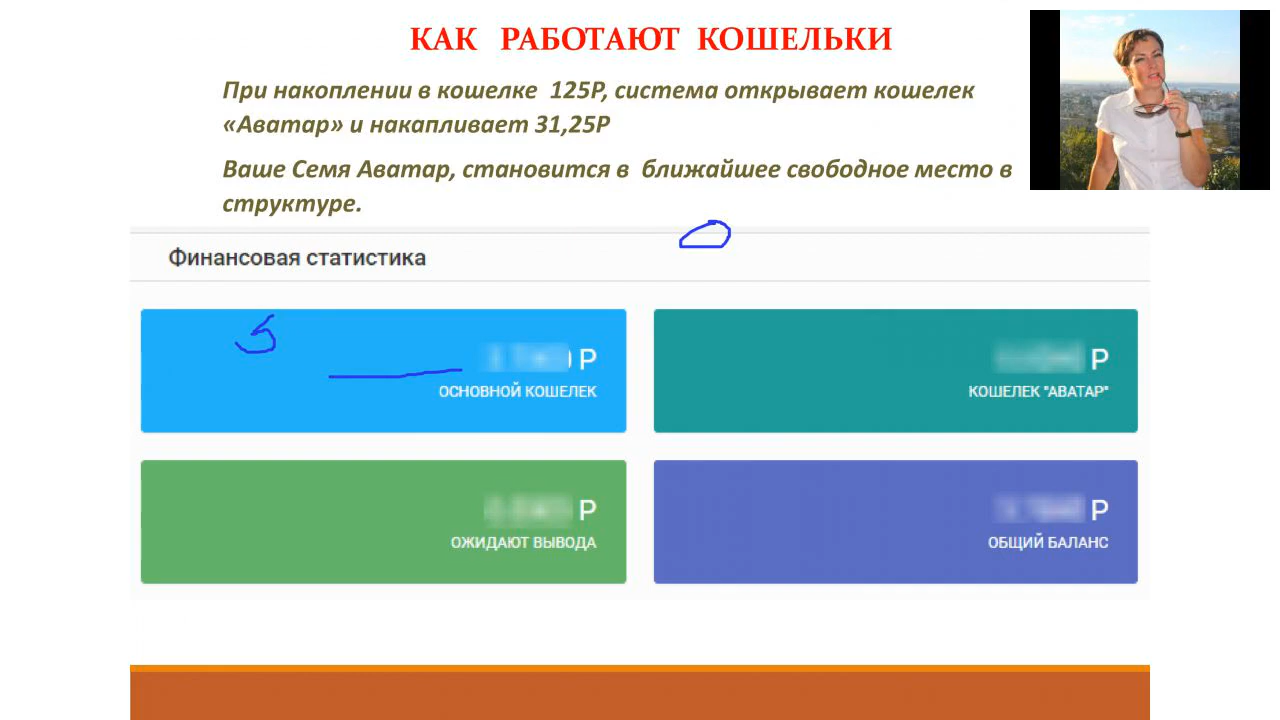 КАК РАБОТАЮТ КОШЕЛЬКИ
При накоплении в кошелке 125Р, система открывает кошелек
«Аватар» и накапливает 31,25Р
Ваше Семя Аватар, становится в ближайшее свободное место в
структуре.
Финансовая статистика
5
Р
ОСНОВНОЙ КОШЕЛЕК
Р
КОШЕЛЕК "АВАТАР"
Р
ОЖИДАЮТ ВЫВОДА
Р
ОБЩИЙ БАЛАНС